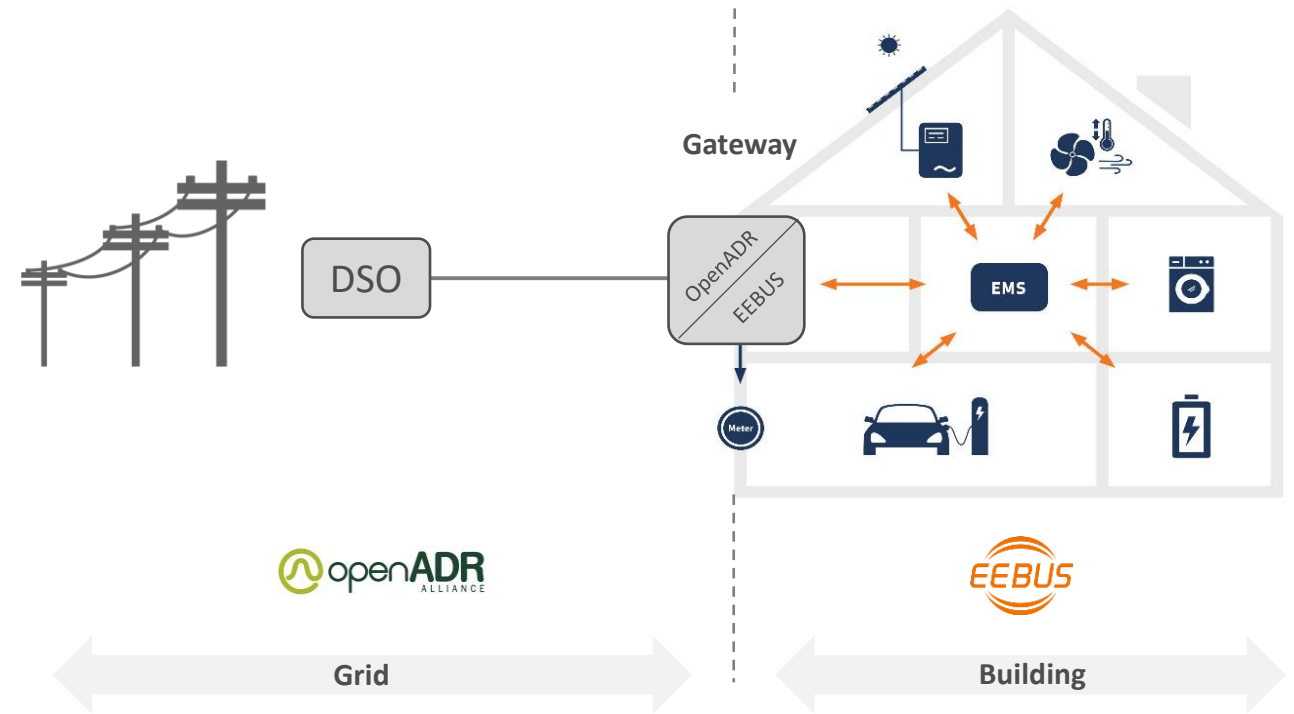 Gateway
DSO
OpenADR
EEBUS
EMS
Meter
openADR
ALLIANCE
EEBUS
Grid
Building